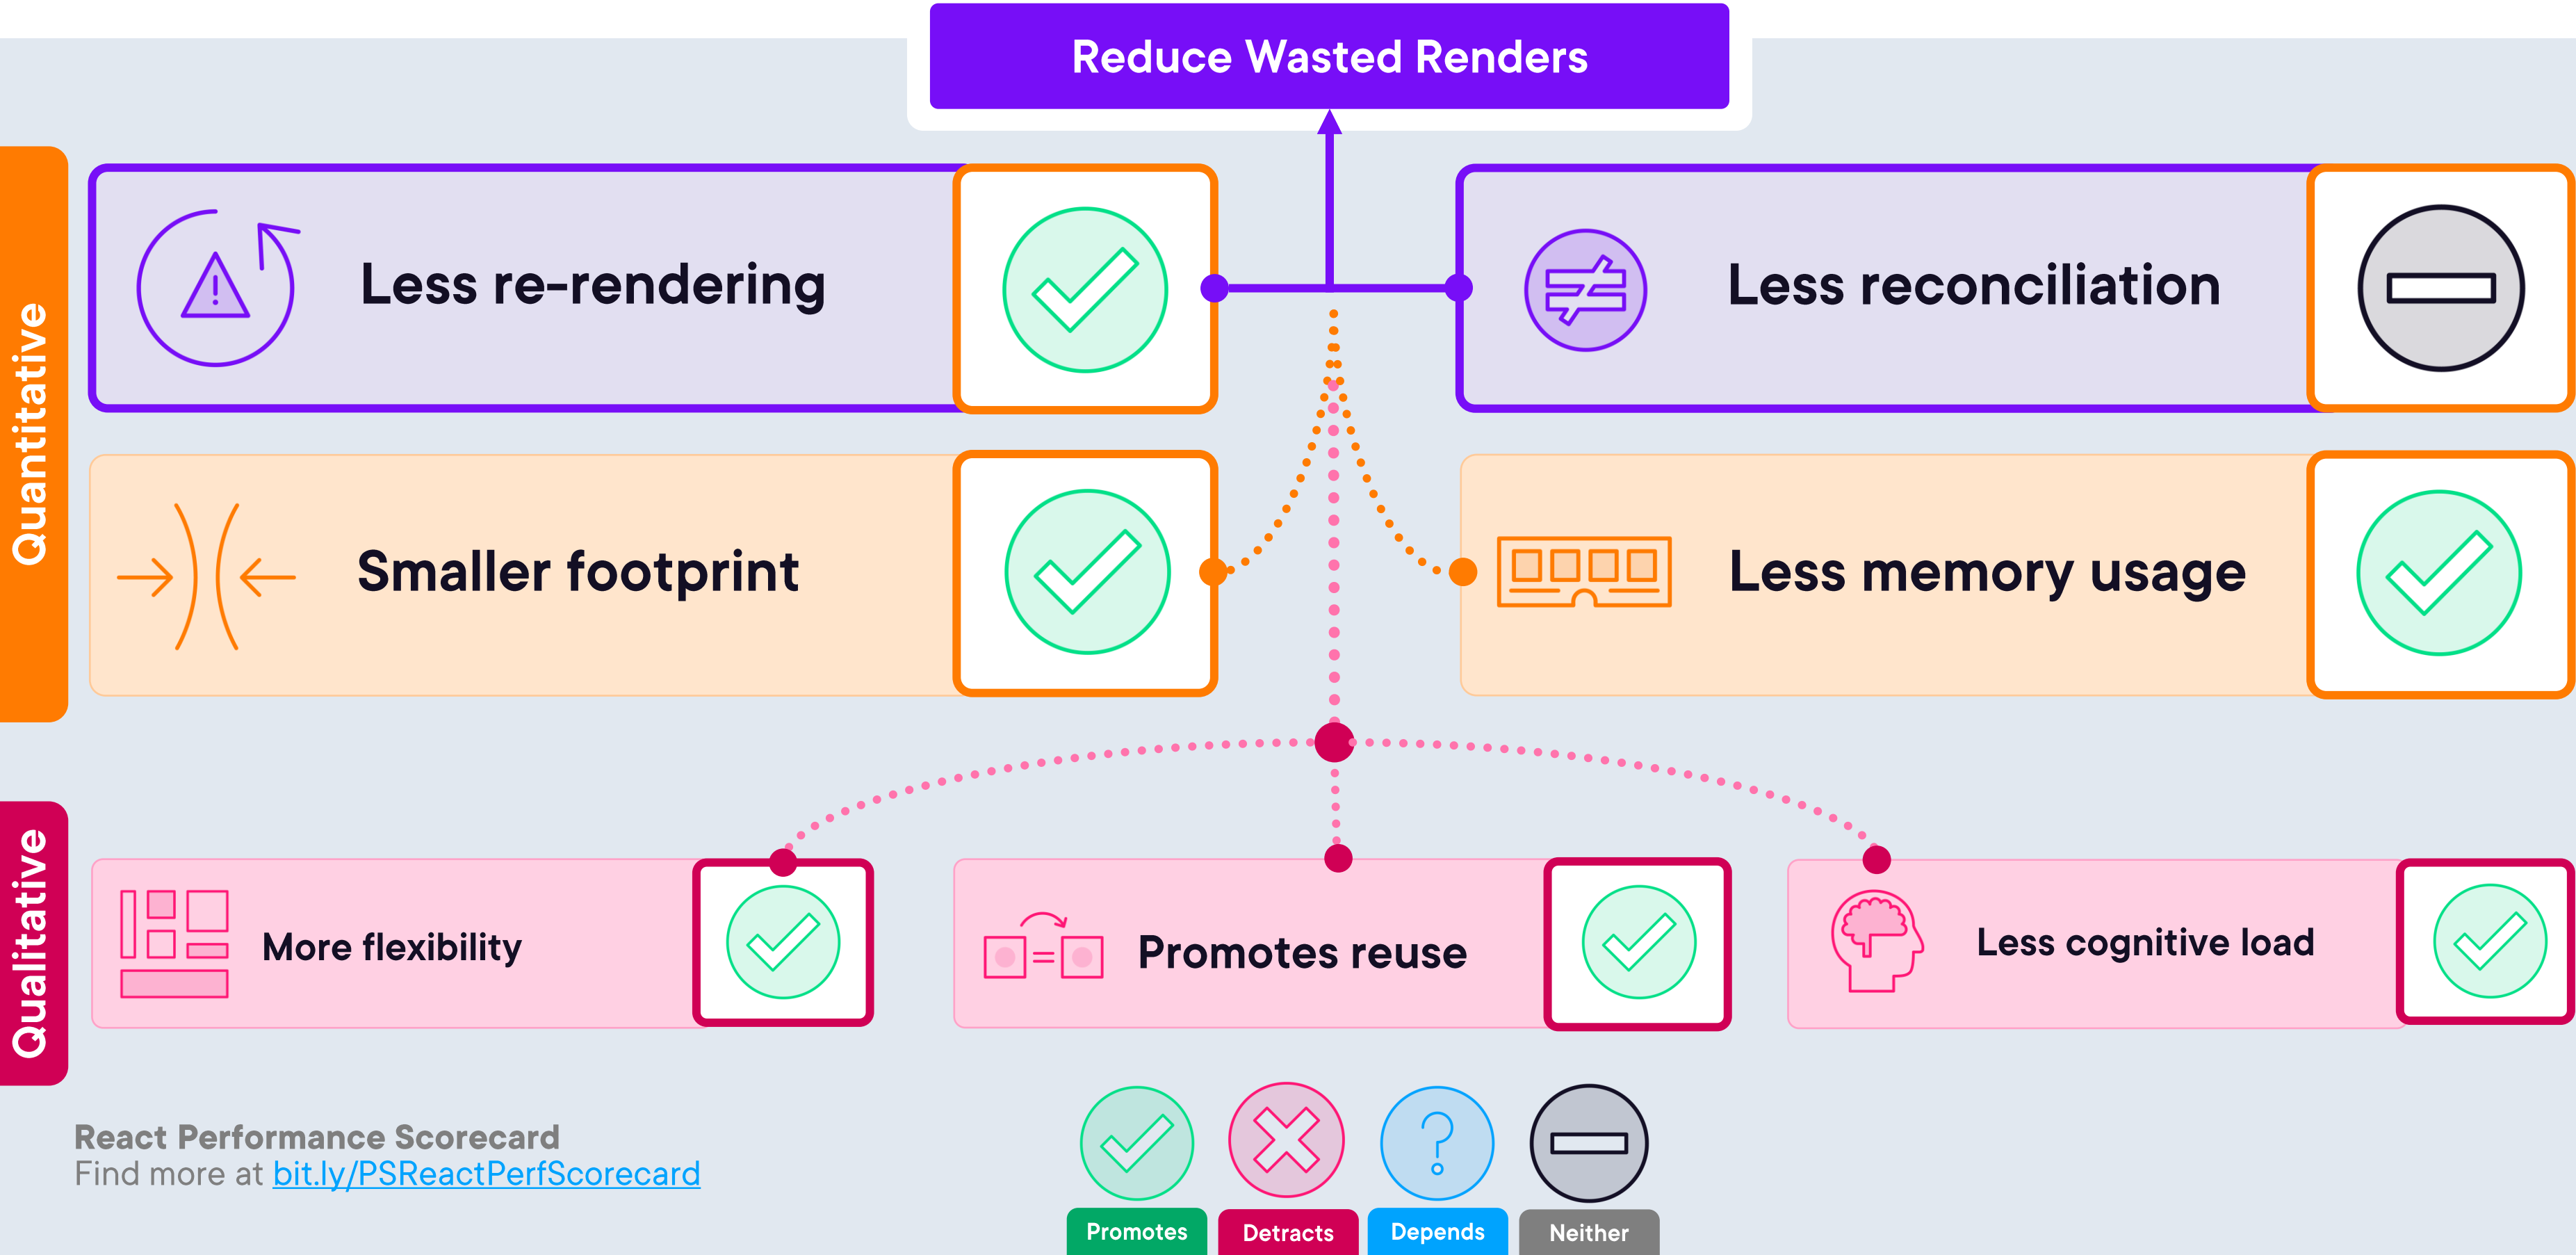 Reduce Wasted Renders
Quantitative
Less re-rendering
Less reconciliation
Smaller footprint
Less memory usage
Qualitative
More flexibility
Promotes reuse
Less cognitive load
React Performance Scorecard
Find more at bit.ly/PSReactPerfScorecard
Promotes
Detracts
Depends
Neither